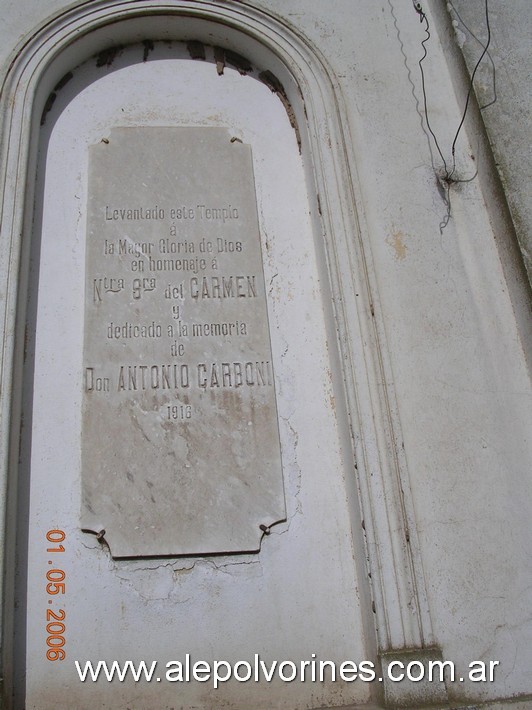 Levantado este Templo
á
la Mayor Gloria de Dios
en homenaje á
Ntra Sra del CARMEN
y
dedicado a la memoria
de
Don ANTONIO CARBONI
1916
01.05.2006
www.alepolvorines.com.ar